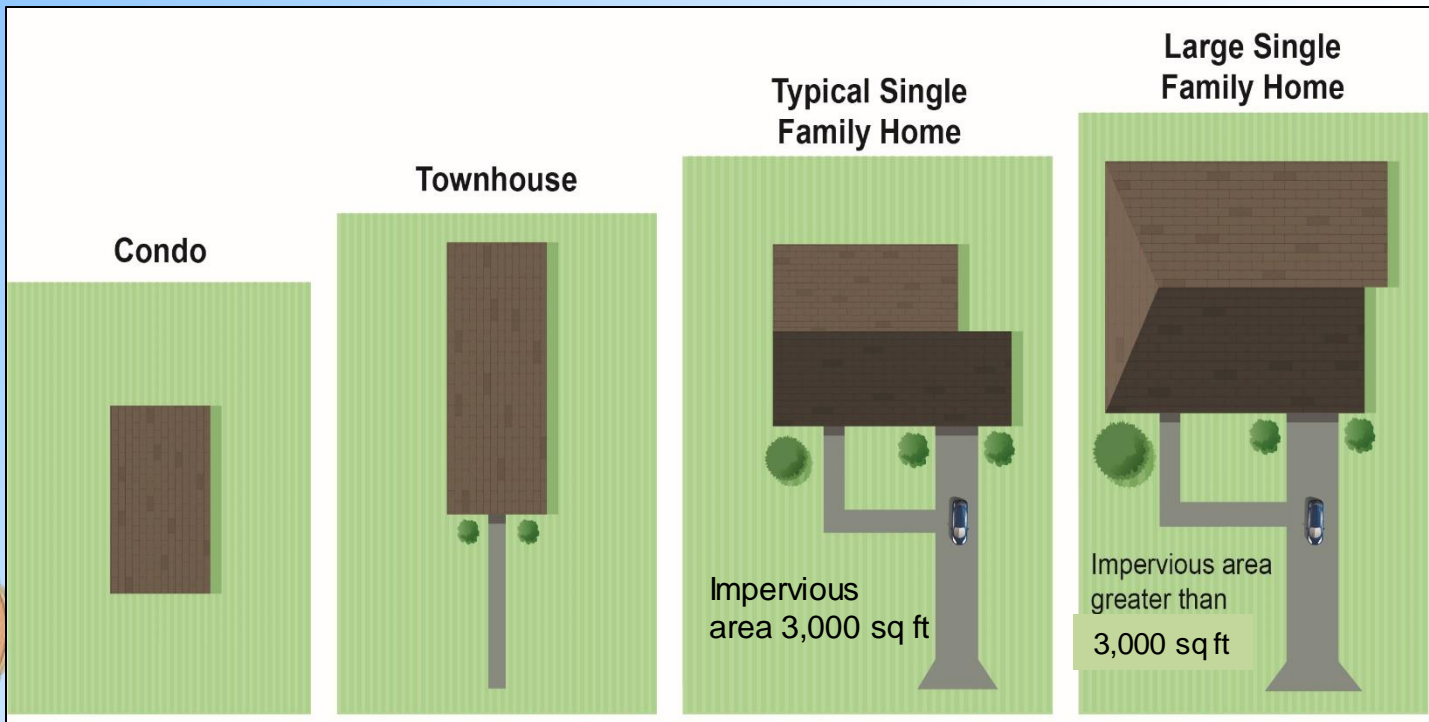 Condo
Townhouse
Typical Single
Family Home
Large Single
Family Home
Impervious
area 3,000 sq ft
Impervious area
greater than
3,000 sq ft